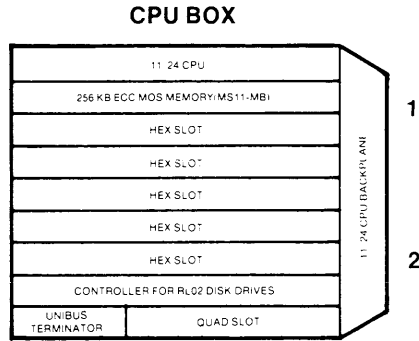 CPU BOX
11 24 CPU
256 KB ECC MOS MEMORY (MS11-MB)
HEX SLOT
HEX SLOT
HEX SLOT
HEX SLOT
HEX SLOT
CONTROLLER FOR RL02 DISK DRIVES
UNIBUS
TERMINATOR
QUAD SLOT
11 24 CPU BACKPLANE
1
2